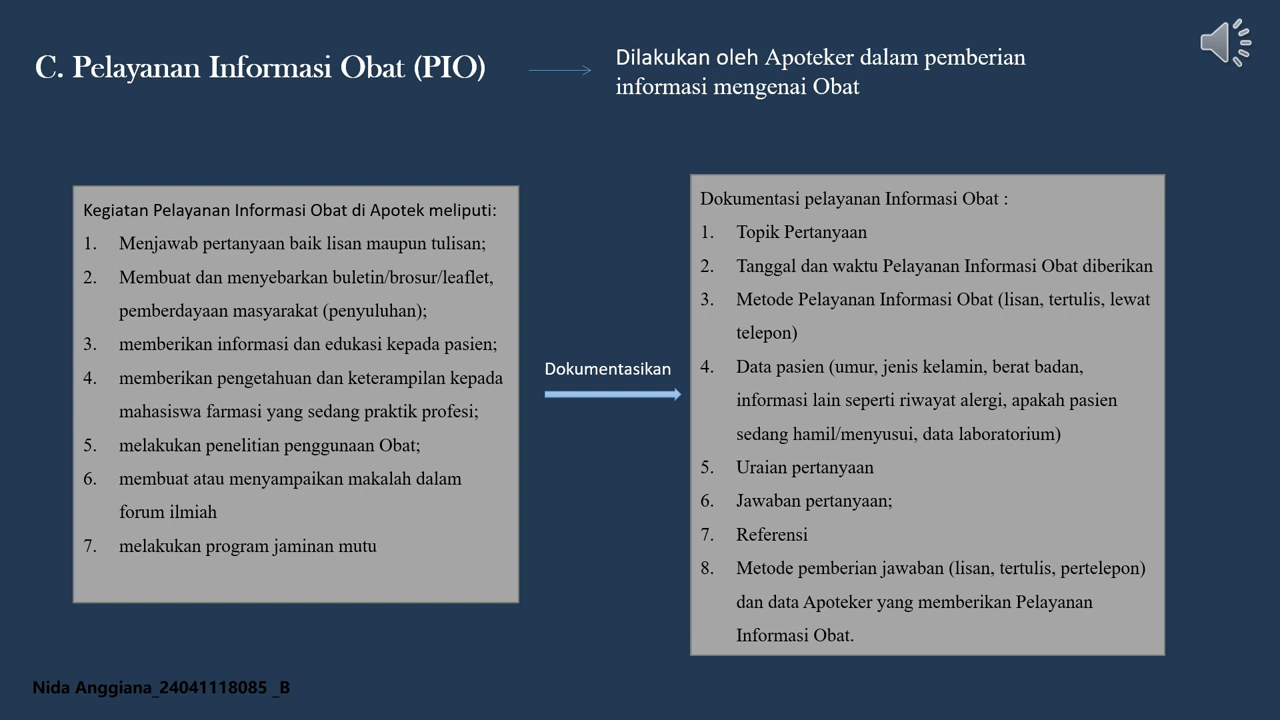 C. Pelayanan Informasi Obat (PIO)
Dilakukan oleh Apoteker dalam pemberian
informasi mengenai Obat
Kegiatan Pelayanan Informasi Obat di Apotek meliputi:
1. Menjawab pertanyaan baik lisan maupun tulisan;
2. Membuat dan menyebarkan buletin/brosur/leaflet,
pemberdayaan masyarakat (penyuluhan);
3. memberikan informasi dan edukasi kepada pasien;
4. memberikan pengetahuan dan keterampilan kepada
mahasiswa farmasi yang sedang praktik profesi;
5. melakukan penelitian penggunaan Obat;
6. membuat atau menyampaikan makalah dalam
forum ilmiah
7. melakukan program jaminan mutu
Dokumentasikan
Dokumentasi pelayanan Informasi Obat :
1. Topik Pertanyaan
2. Tanggal dan waktu Pelayanan Informasi Obat diberikan
3. Metode Pelayanan Informasi Obat (lisan, tertulis, lewat
telepon)
4. Data pasien (umur, jenis kelamin, berat badan,
informasi lain seperti riwayat alergi, apakah pasien
sedang hamil/menyusui, data laboratorium)
5. Uraian pertanyaan
6. Jawaban pertanyaan;
7. Referensi
8. Metode pemberian jawaban (lisan, tertulis, pertelepon)
dan data Apoteker yang memberikan Pelayanan
Informasi Obat.
Nida Anggiana_24041118085 _B